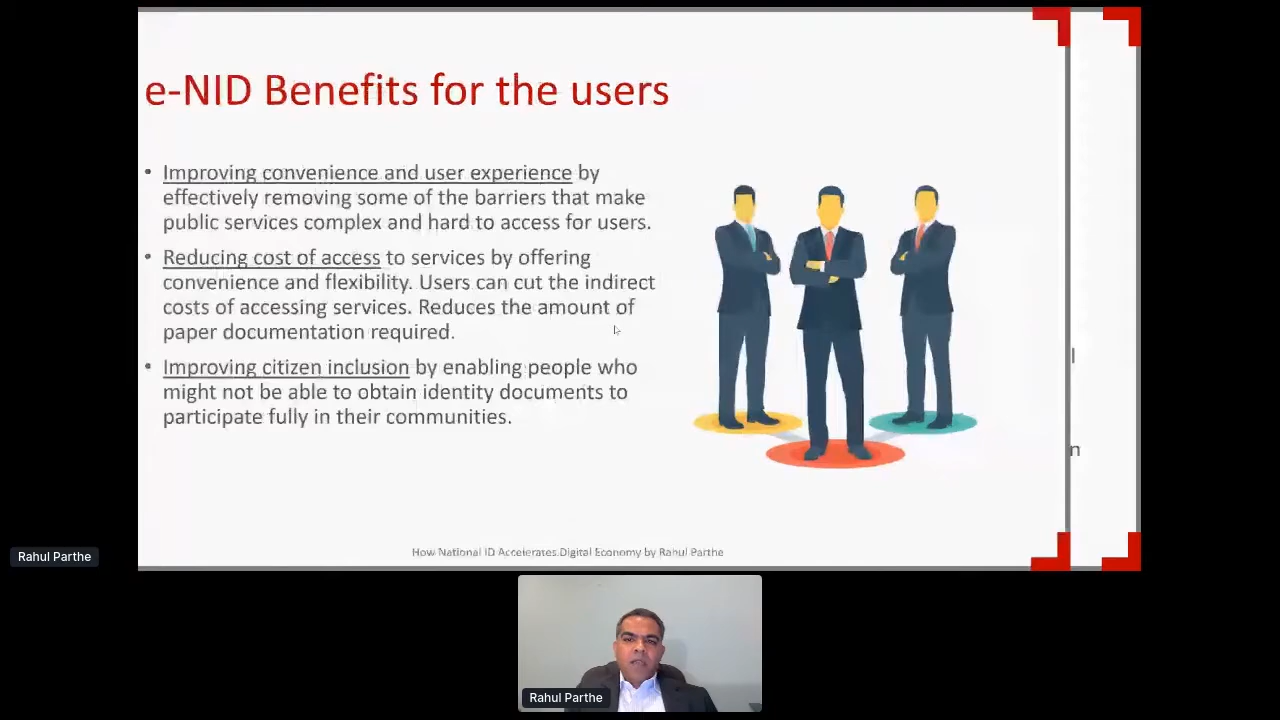 e-NID Benefits for the users
• Improving convenience and user experience by
effectively removing some of the barriers that make
public services complex and hard to access for users.
• Reducing cost of access to services by offering
convenience and flexibility. Users can cut the indirect
costs of accessing services. Reduces the amount of
paper documentation required.
• Improving citizen inclusion by enabling people who
might not be able to obtain identity documents to
participate fully in their communities.
l
n
How National ID Accelerates Digital Economy by Rahul Parthe
Rahul Parthe
Rahul Parthe